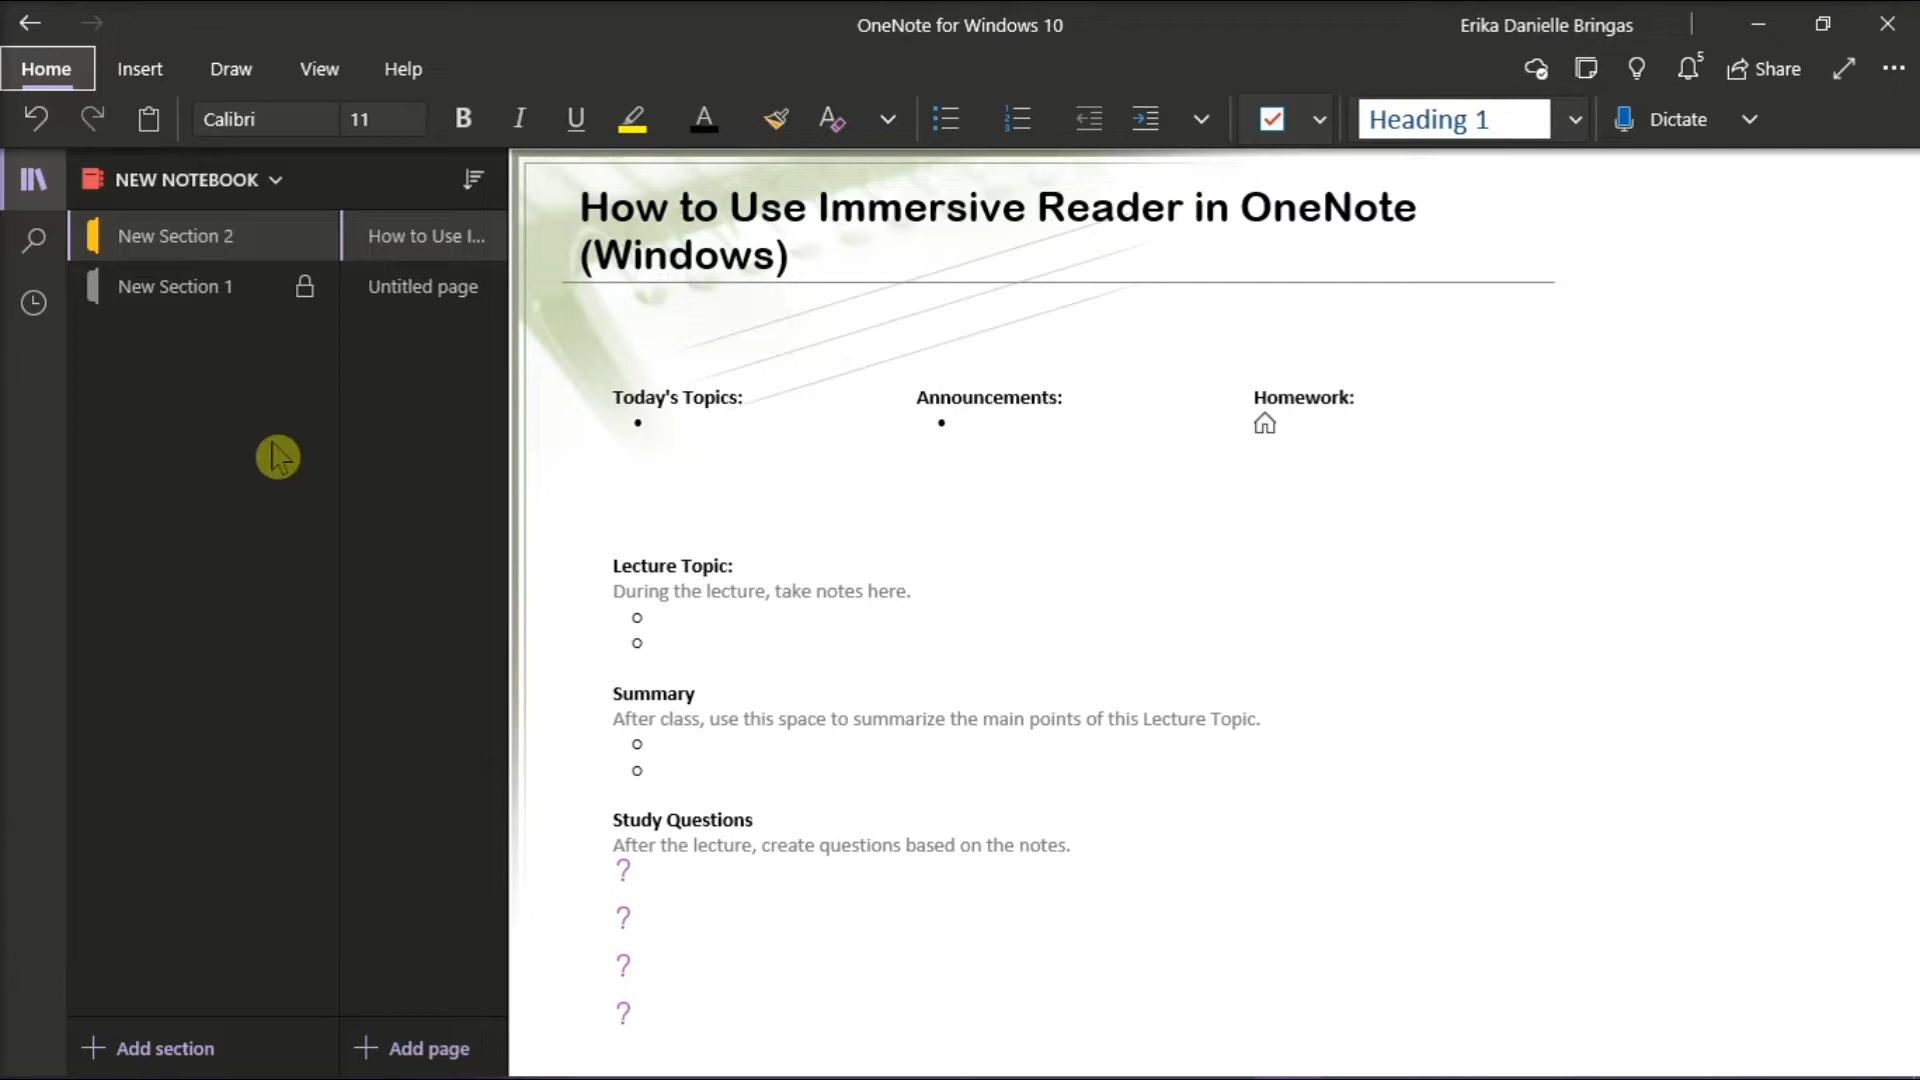 OneNote for Windows 10
Erika Danielle Bringas
Home Insert Draw View Help
5
Share
Calibri 11 B I U A A
Heading 1
Dictate
NEW NOTEBOOK
New Section 2
New Section 1
How to Use I...
Untitled page
How to Use Immersive Reader in OneNote
(Windows)
Today's Topics: Announcements: Homework:
Lecture Topic:
During the lecture, take notes here.
Summary
After class, use this space to summarize the main points of this Lecture Topic.
Study Questions
After the lecture, create questions based on the notes.
?
?
?
?
Add section
Add page